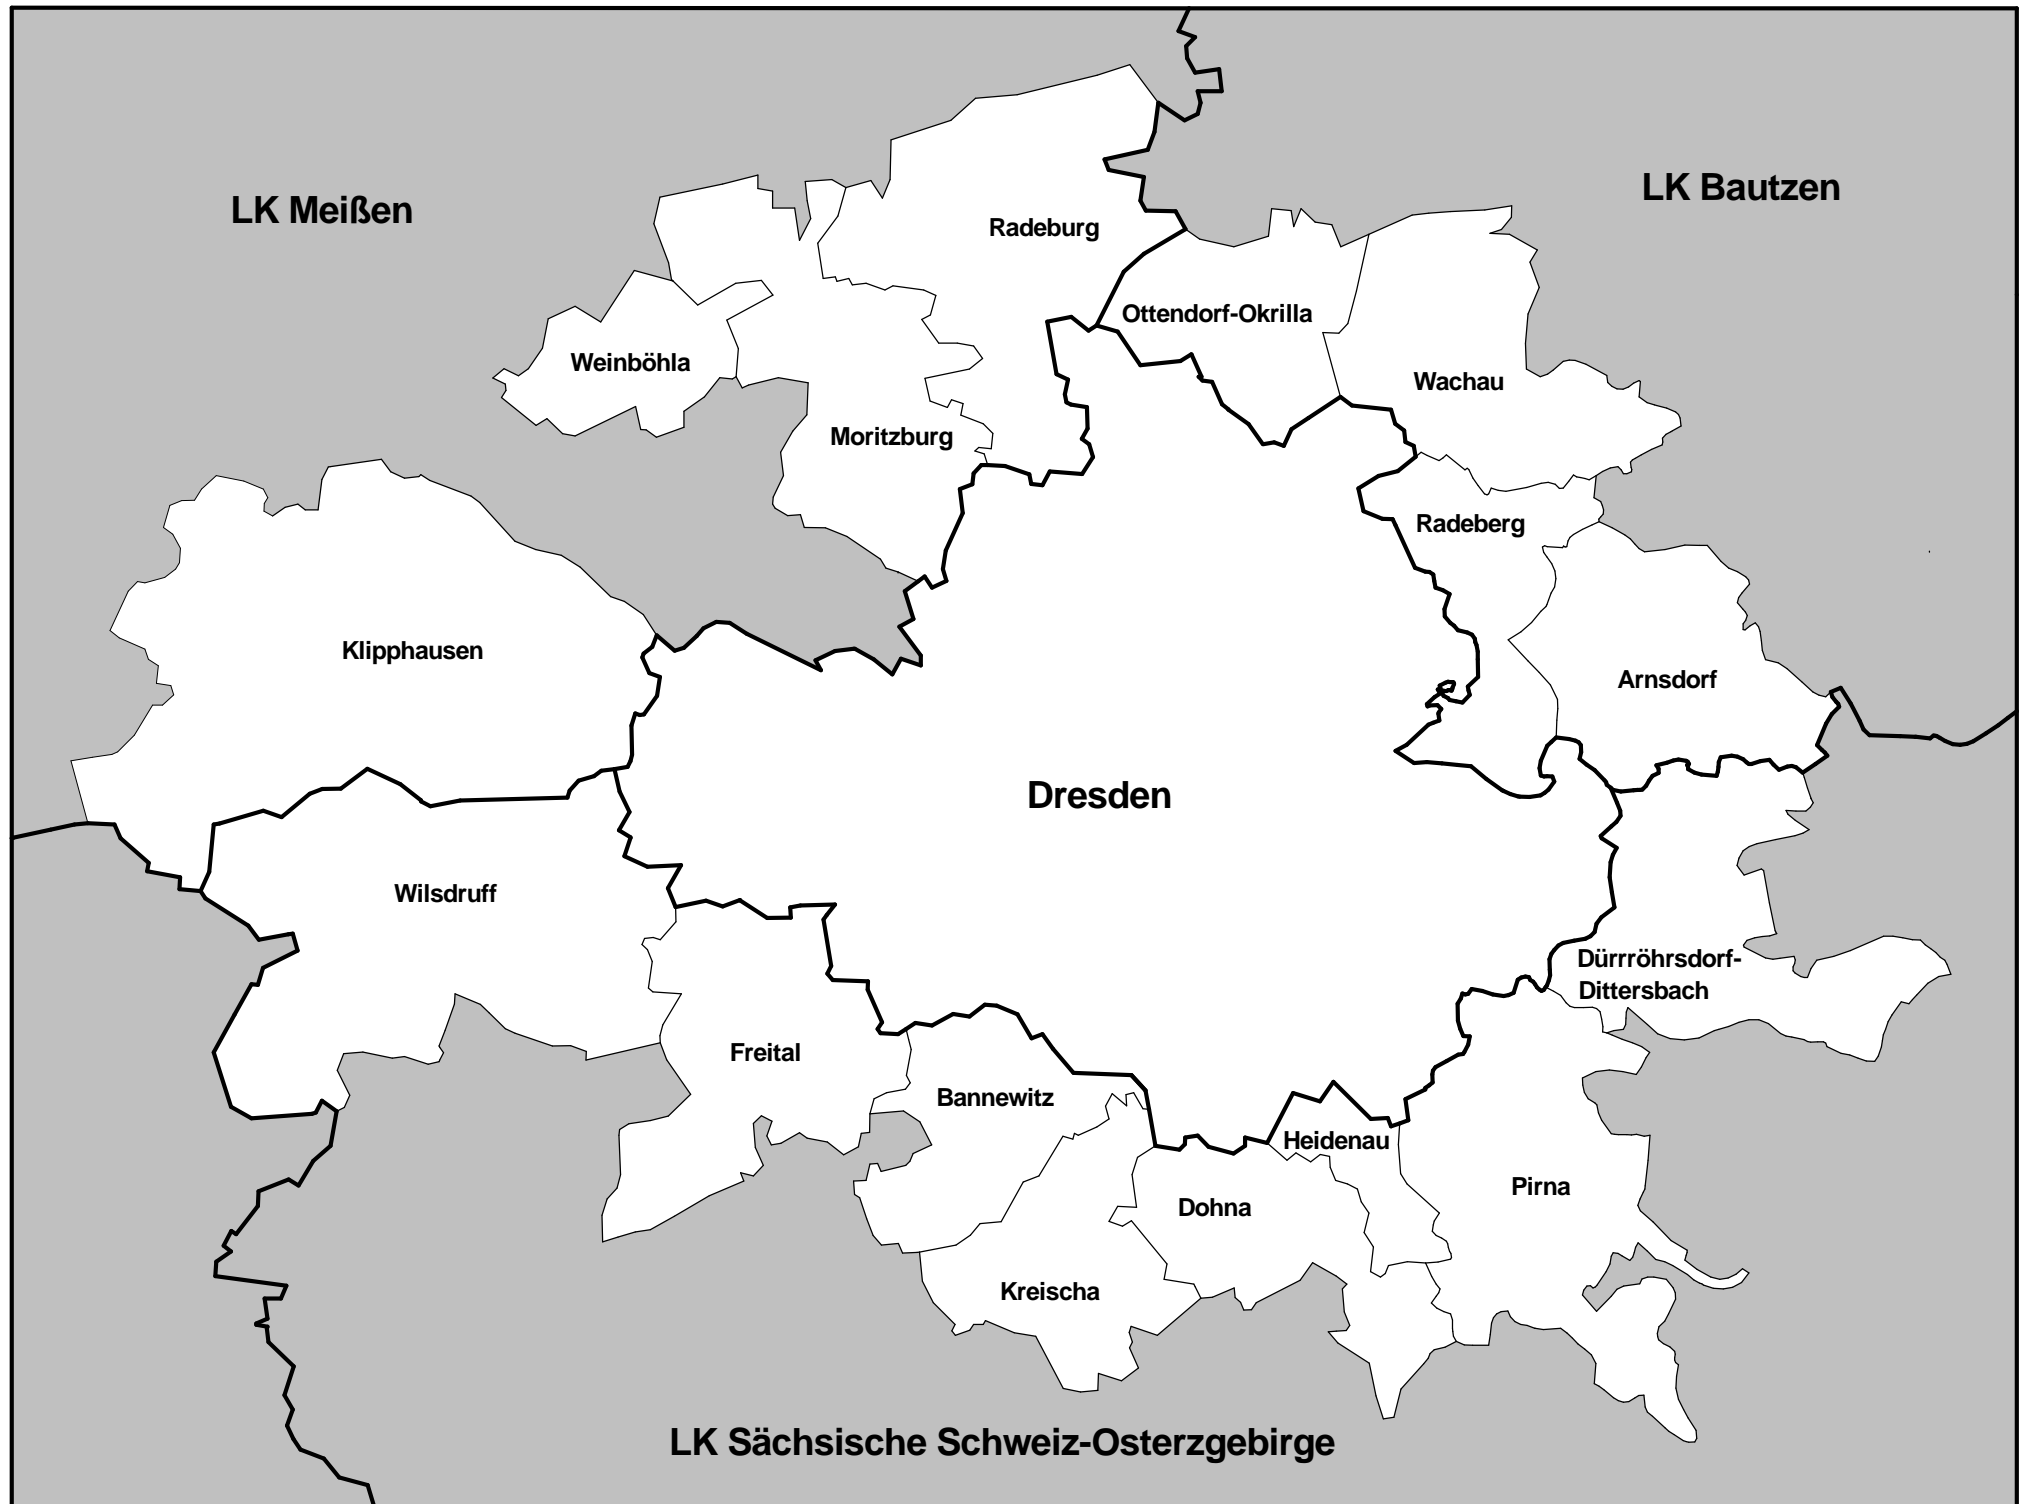 LK Meißen
LK Bautzen
Radeburg
Ottendorf-Okrilla
Weinböhla
Wachau
Moritzburg
Radeberg
Klipphausen
Arnsdorf
Dresden
Wilsdruff
Dürrröhrsdorf-
Dittersbach
Freital
Bannewitz
Heidenau
Pirna
Dohna
Kreischa
LK Sächsische Schweiz-Osterzgebirge